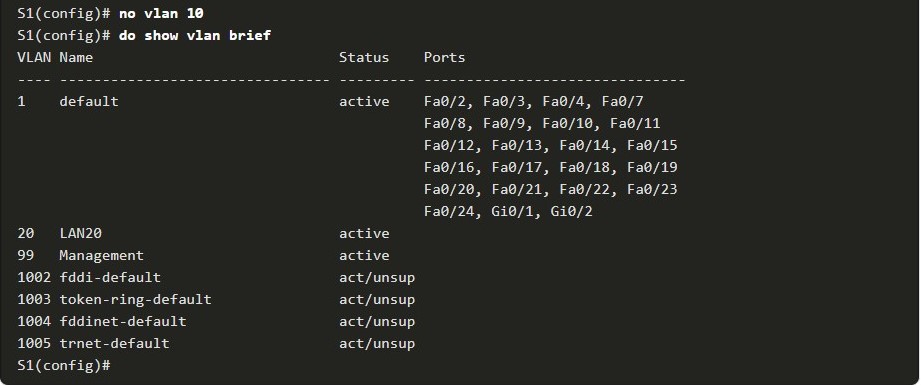 S1(config)# no vlan 10
S1(config)# do show vlan brief
VLAN Name                             Status    Ports
---- -------------------------------- --------- -------------------------------
1    default                          active    Fa0/2, Fa0/3, Fa0/4, Fa0/7
                                                Fa0/8, Fa0/9, Fa0/10, Fa0/11
                                                Fa0/12, Fa0/13, Fa0/14, Fa0/15
                                                Fa0/16, Fa0/17, Fa0/18, Fa0/19
                                                Fa0/20, Fa0/21, Fa0/22, Fa0/23
                                                Fa0/24, Gi0/1, Gi0/2
20   LAN20                            active
99   Management                       active
1002 fddi-default                     act/unsup
1003 token-ring-default               act/unsup
1004 fddinet-default                  act/unsup
1005 trnet-default                    act/unsup
S1(config)#